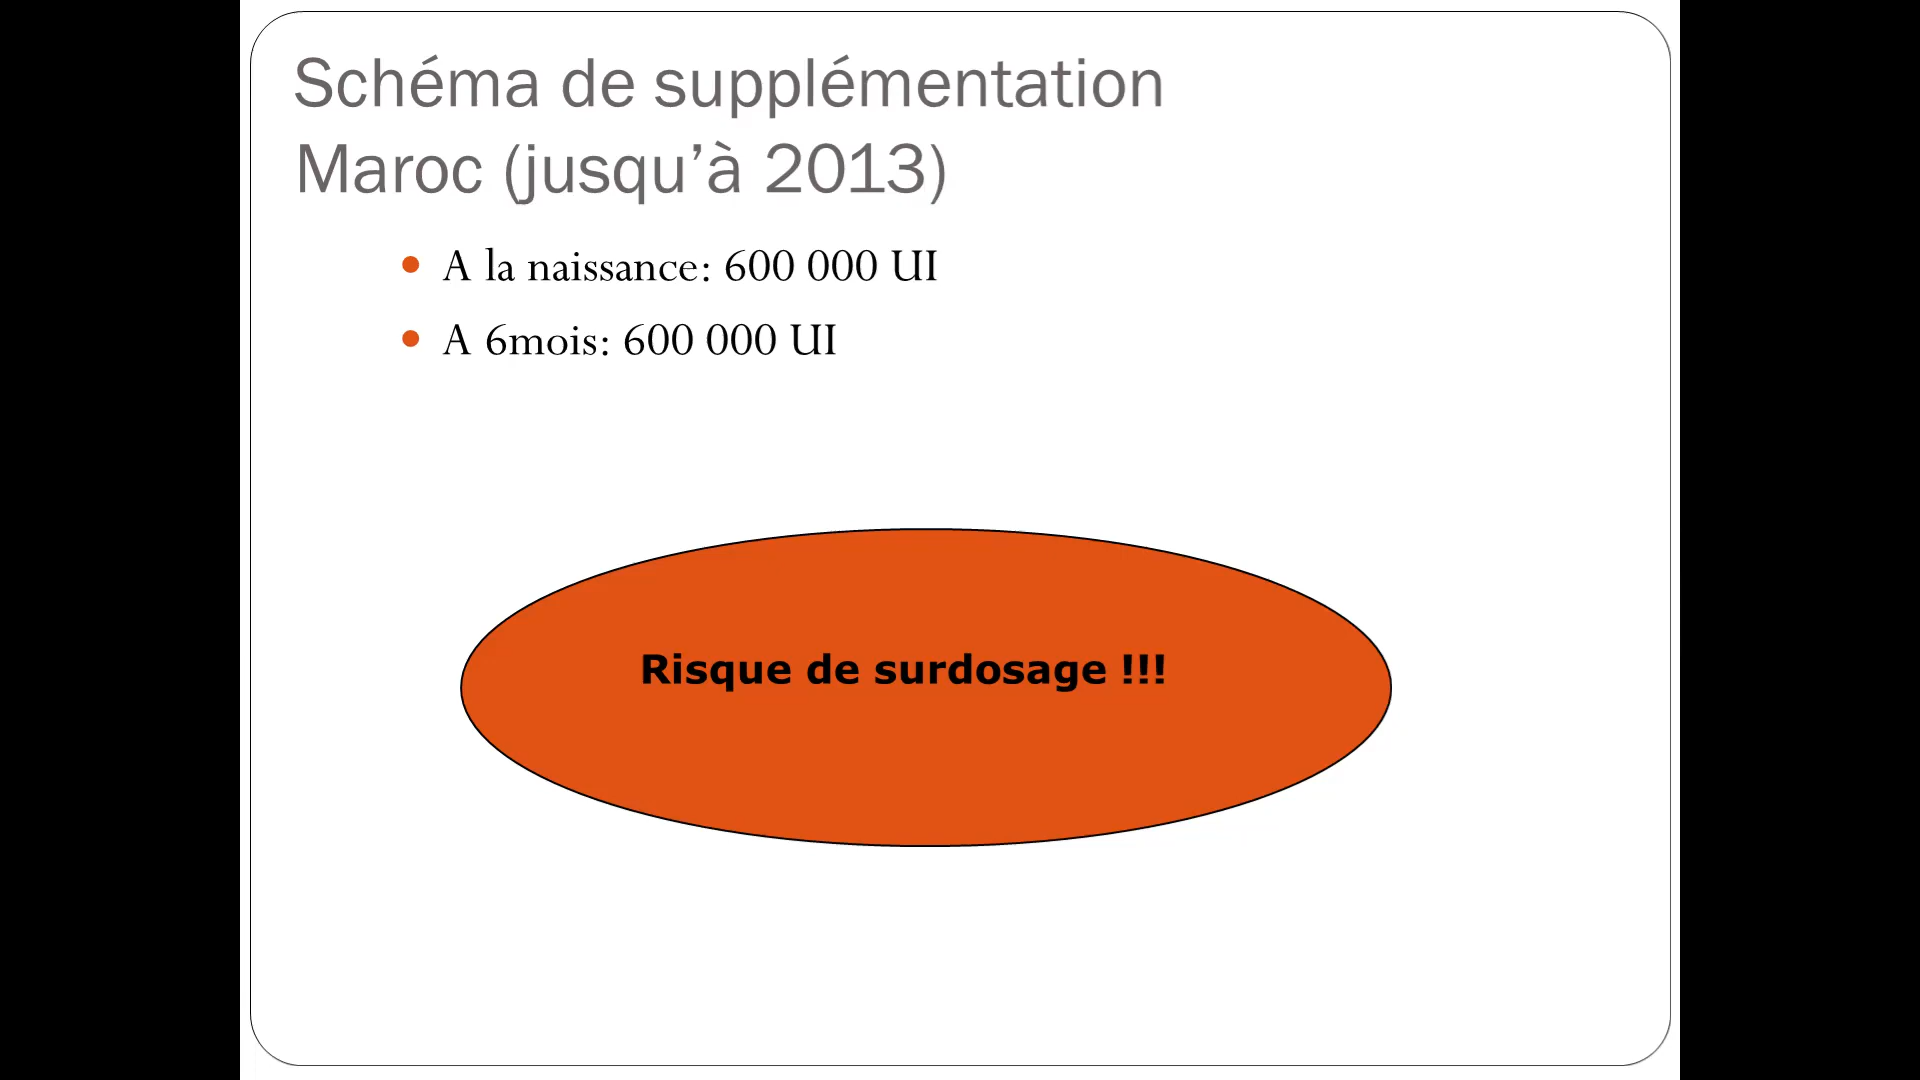 Schéma de supplémentation
Maroc (jusqu’à 2013)
• A la naissance: 600 000 UI
• A 6mois: 600 000 UI
Risque de surdosage !!!